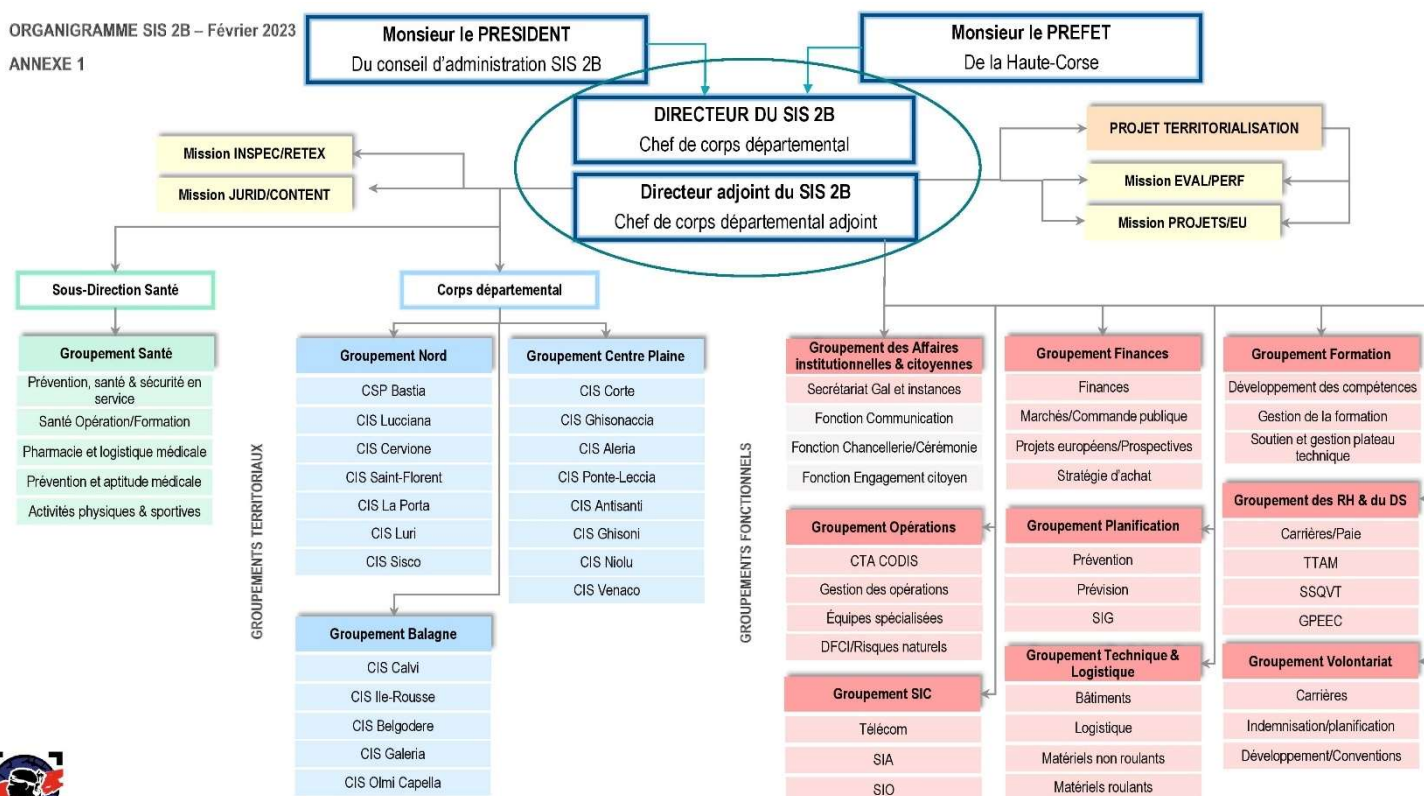 ORGANIGRAMME SIS 2B – Février 2023
ANNEXE 1
Monsieur le PRESIDENT
Du conseil d'administration SIS 2B
Monsieur le PREFET
De la Haute-Corse
DIRECTEUR DU SIS 2B
Chef de corps départemental
Directeur adjoint du SIS 2B
Chef de corps départemental adjoint
Mission INSPEC/RETEX
Mission JURID/CONTENT
PROJET TERRITORIALISATION
Mission EVAL/PERF
Mission PROJETS/EU
Sous-Direction Santé
Groupement Santé
Prévention, santé & sécurité en
service
Santé Opération/Formation
Pharmacie et logistique médicale
Prévention et aptitude médicale
Activités physiques & sportives
Corps départemental
GROUPEMENTS TERRITORIAUX
Groupement Nord
CSP Bastia
CIS Lucciana
CIS Cervione
CIS Saint-Florent
CIS La Porta
CIS Luri
CIS Sisco
Groupement Centre Plaine
CIS Corte
CIS Ghisonaccia
CIS Aleria
CIS Ponte-Leccia
CIS Antisanti
CIS Ghisoni
CIS Niolu
CIS Venaco
Groupement Balagne
CIS Calvi
CIS Ile-Rousse
CIS Belgodere
CIS Galeria
CIS Olmi Capella
GROUPEMENTS FONCTIONNELS
Groupement des Affaires
institutionnelles & citoyennes
Secrétariat Gal et instances
Fonction Communication
Fonction Chancellerie/Cérémonie
Fonction Engagement citoyen
Groupement Opérations
CTA CODIS
Gestion des opérations
Équipes spécialisées
DFCI/Risques naturels
Groupement SIC
Télécom
SIA
SIO
Groupement Finances
Finances
Marchés/Commande publique
Projets européens/Prospectives
Stratégie d'achat
Groupement Planification
Prévention
Prévision
SIG
Groupement Technique &
Logistique
Bâtiments
Logistique
Matériels non roulants
Matériels roulants
Groupement Formation
Développement des compétences
Gestion de la formation
Soutien et gestion plateau
technique
Groupement des RH & du DS
Carrières/Paie
TTAM
SSQVT
GPEEC
Groupement Volontariat
Carrières
Indemnisation/planification
Développement/Conventions